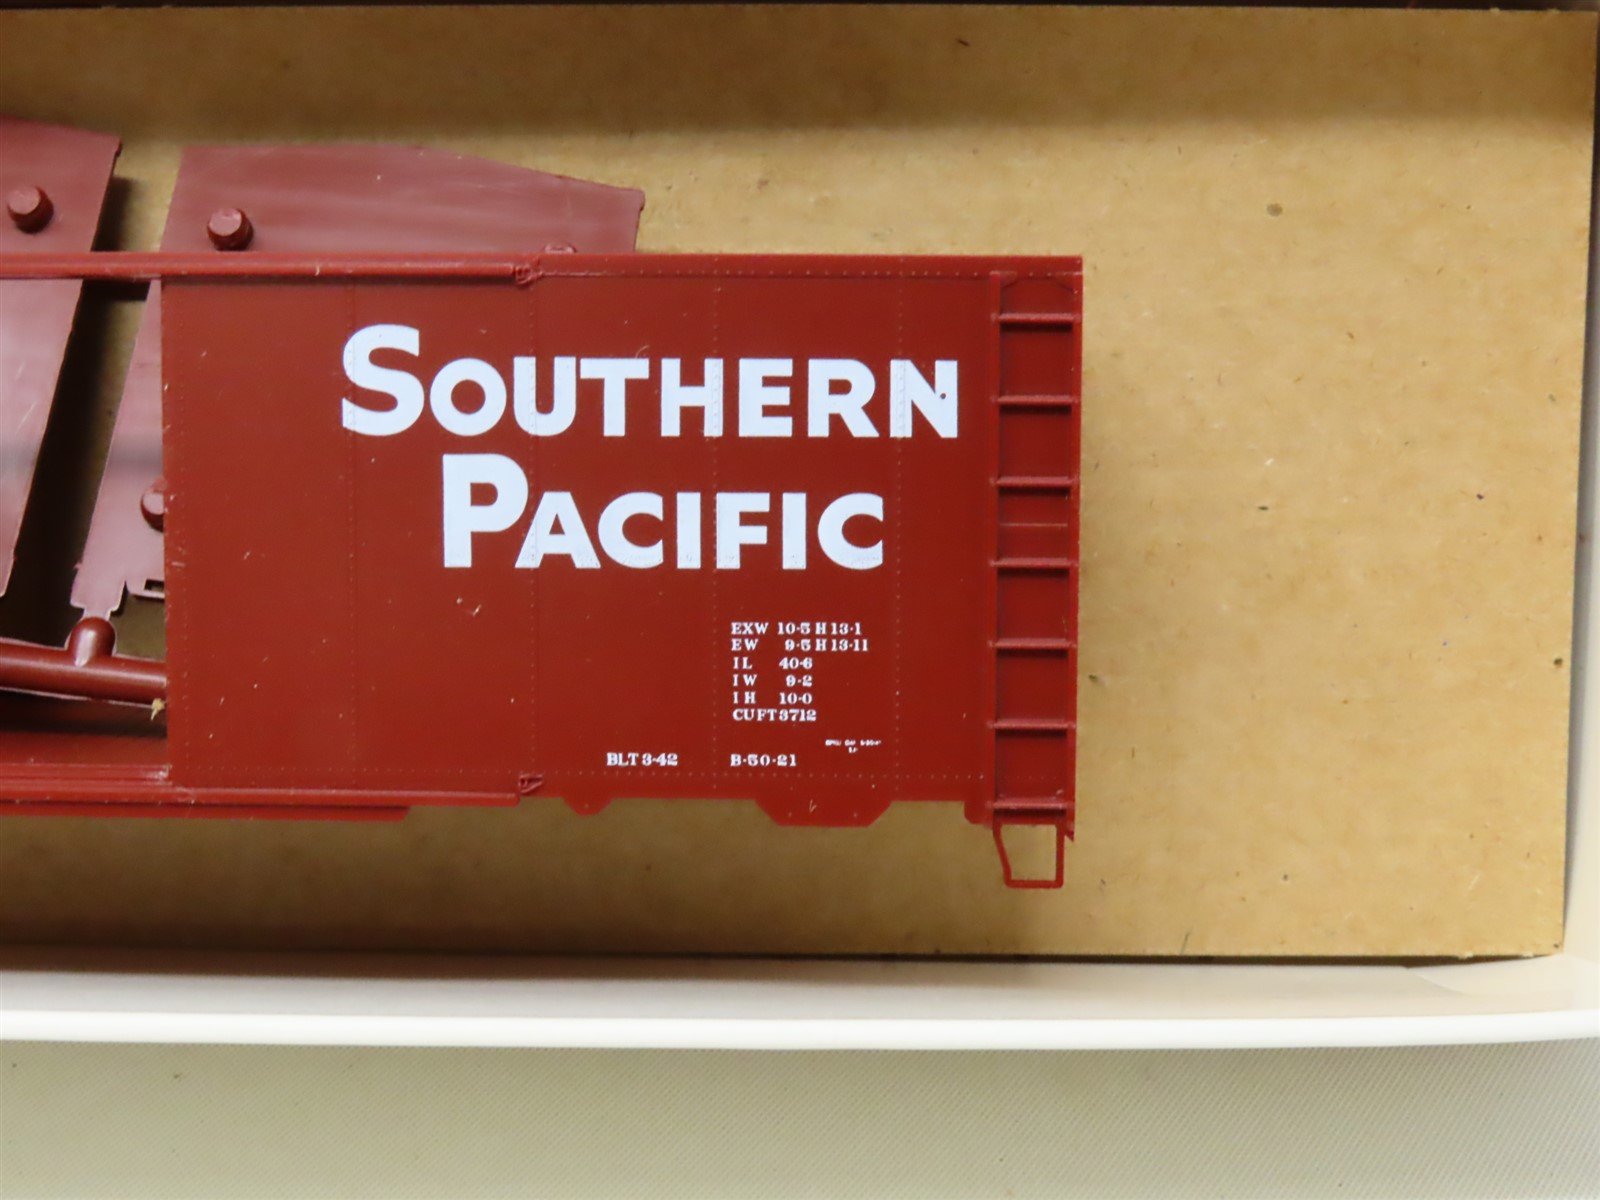 SOUTHERN
PACIFIC
EXW 10-5 H 13-1
EW 9-5 H 13-11
IL 40-6
IW 9-2
IH 10-0
CUFT 3712
BLT 3-42 B-50-21